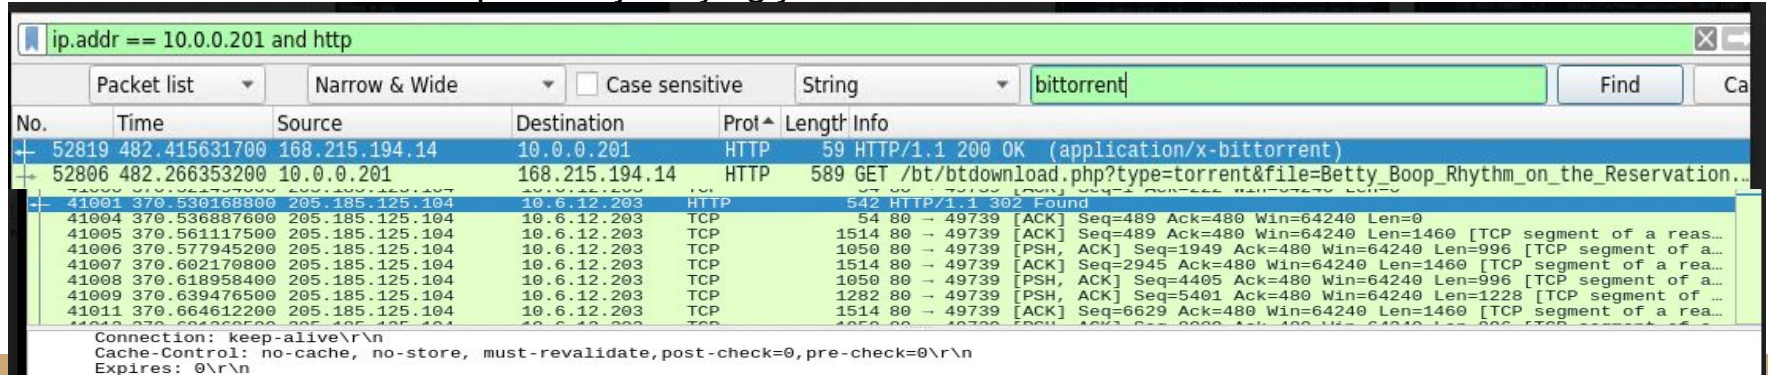 ip.addr == 10.0.0.201 and http
Packet list Narrow & Wide Case sensitive String bittorrent Find Ca
No. Time Source Destination Prot Length Info
52819 482.415631700 168.215.194.14 10.0.0.201 HTTP 59 HTTP/1.1 200 OK (application/x-bittorrent)
52806 482.266353200 10.0.0.201 168.215.194.14 HTTP 589 GET /bt/btdownload.php?type=torrent&file=Betty_Boop_Rhythm_on_the_Reservation...
41001 370.530168800 205.185.125.104 10.6.12.203 HTTP 542 HTTP/1.1 302 Found
41004 370.536887600 205.185.125.104 10.6.12.203 TCP 54 80 → 49739 [ACK] Seq=489 Ack=480 Win=64240 Len=0
41005 370.561117500 205.185.125.104 10.6.12.203 TCP 1514 80 → 49739 [ACK] Seq=489 Ack=480 Win=64240 Len=1460 [TCP segment of a reas…
41006 370.577945200 205.185.125.104 10.6.12.203 TCP 1050 80 → 49739 [PSH, ACK] Seq=1949 Ack=480 Win=64240 Len=996 [TCP segment of a…
41007 370.602170800 205.185.125.104 10.6.12.203 TCP 1514 80 → 49739 [ACK] Seq=2945 Ack=480 Win=64240 Len=1460 [TCP segment of a rea…
41008 370.618958400 205.185.125.104 10.6.12.203 TCP 1050 80 → 49739 [PSH, ACK] Seq=4405 Ack=480 Win=64240 Len=996 [TCP segment of a…
41009 370.639476500 205.185.125.104 10.6.12.203 TCP 1282 80 → 49739 [PSH, ACK] Seq=5401 Ack=480 Win=64240 Len=1228 [TCP segment of …
41011 370.664612200 205.185.125.104 10.6.12.203 TCP 1514 80 → 49739 [ACK] Seq=6629 Ack=480 Win=64240 Len=1460 [TCP segment of a rea…
Connection: keep-alive\r\n
Cache-Control: no-cache, no-store, must-revalidate,post-check=0,pre-check=0\r\n
Expires: 0\r\n